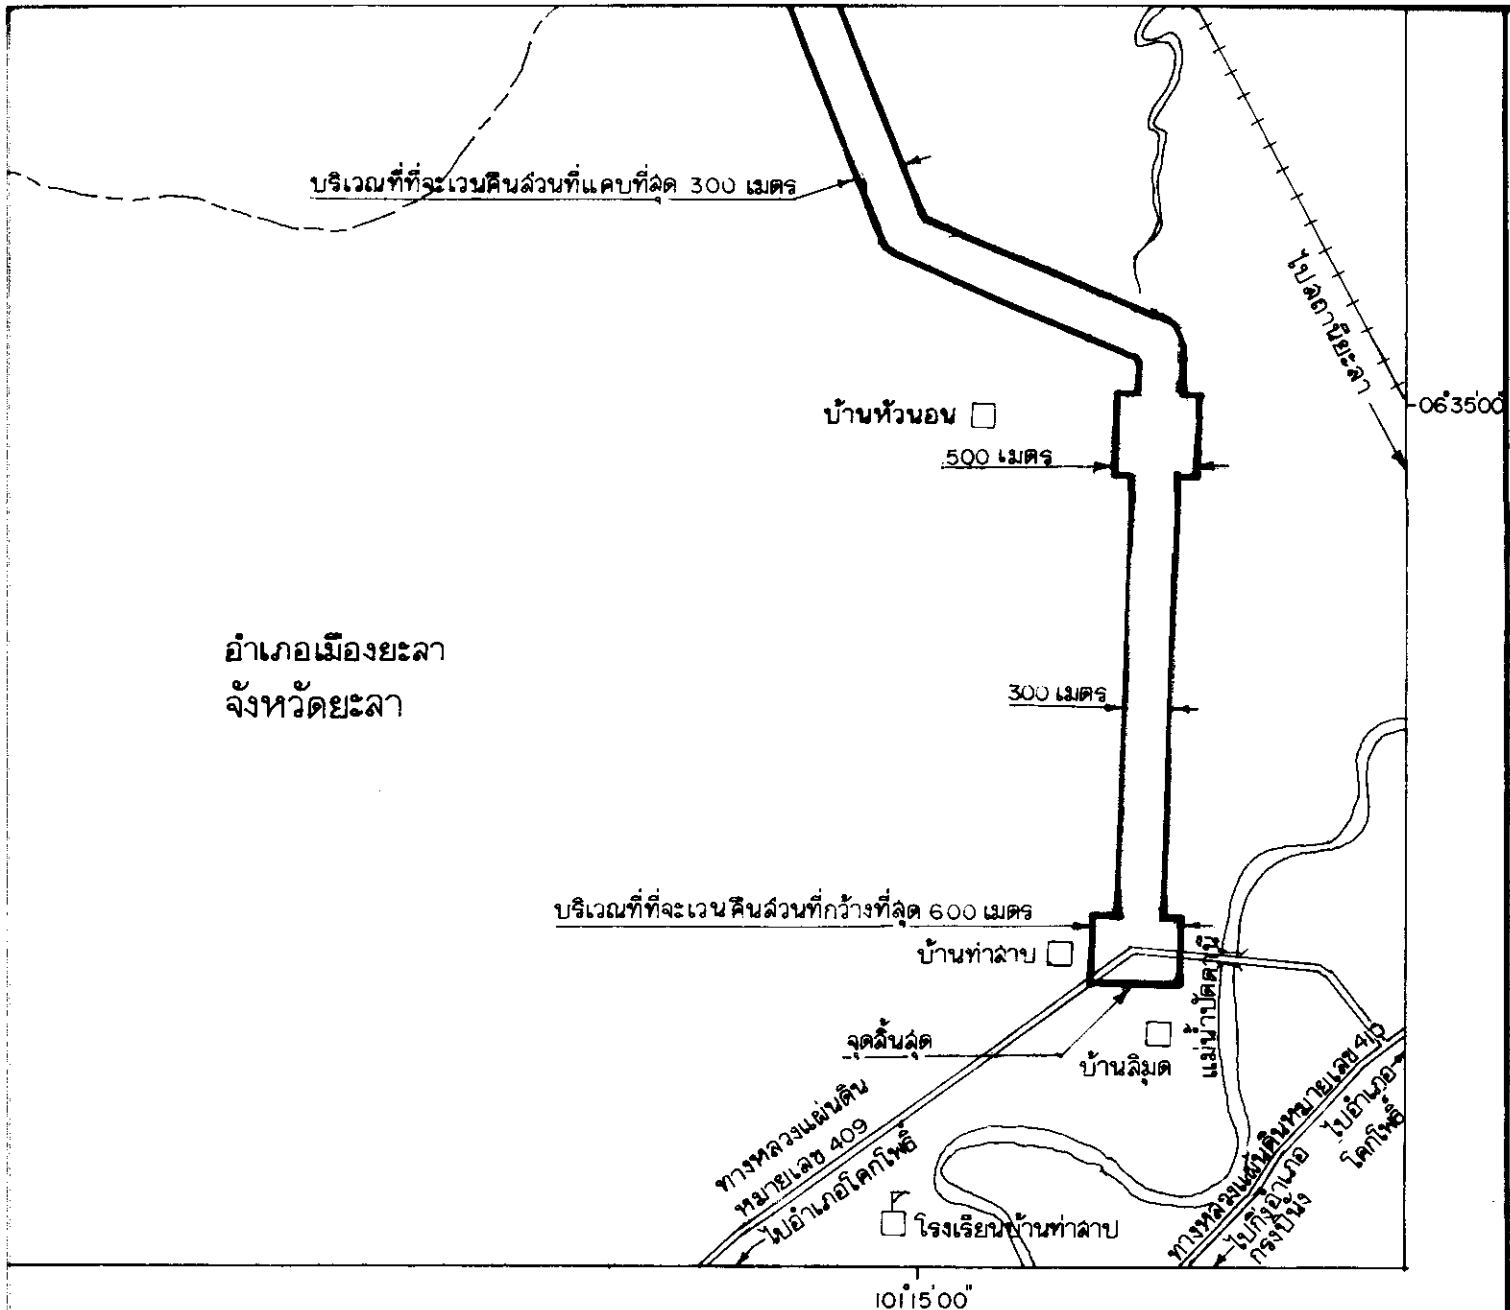 บริเวณที่ที่จะเวนคืนส่วนที่แคบที่สุด 300 เมตร
ไปสถานียะลา
06°35'00"
บ้านหัวนอน
500 เมตร
อำเภอเมืองยะลา
จังหวัดยะลา
300 เมตร
บริเวณที่ที่จะเวนคืนส่วนที่กว้างที่สุด 600 เมตร
บ้านท่าสาบ
แม่น้ำปัตตานี
จุดสิ้นสุด
บ้านลิมุด
ทางหลวงแผ่นดิน
หมายเลข 409
ไปอำเภอโคกโพธิ์
ทางหลวงแผ่นดินหมายเลข 410
ไปอำเภอ
โคกโพธิ์
ไปกิ่งอำเภอ
กรงปินัง
โรงเรียนบ้านท่าสาป
101°15'00"